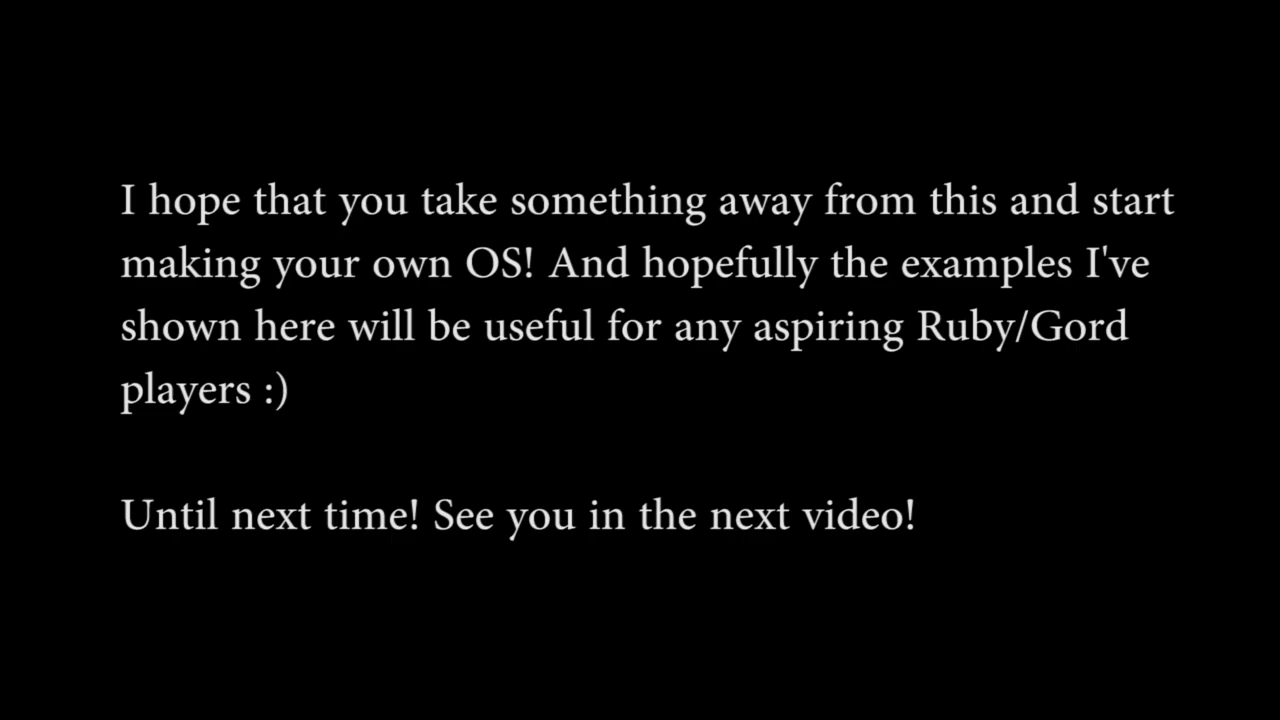 I hope that you take something away from this and start
making your own OS! And hopefully the examples I've
shown here will be useful for any aspiring Ruby/Gord
players :)
Until next time! See you in the next video!